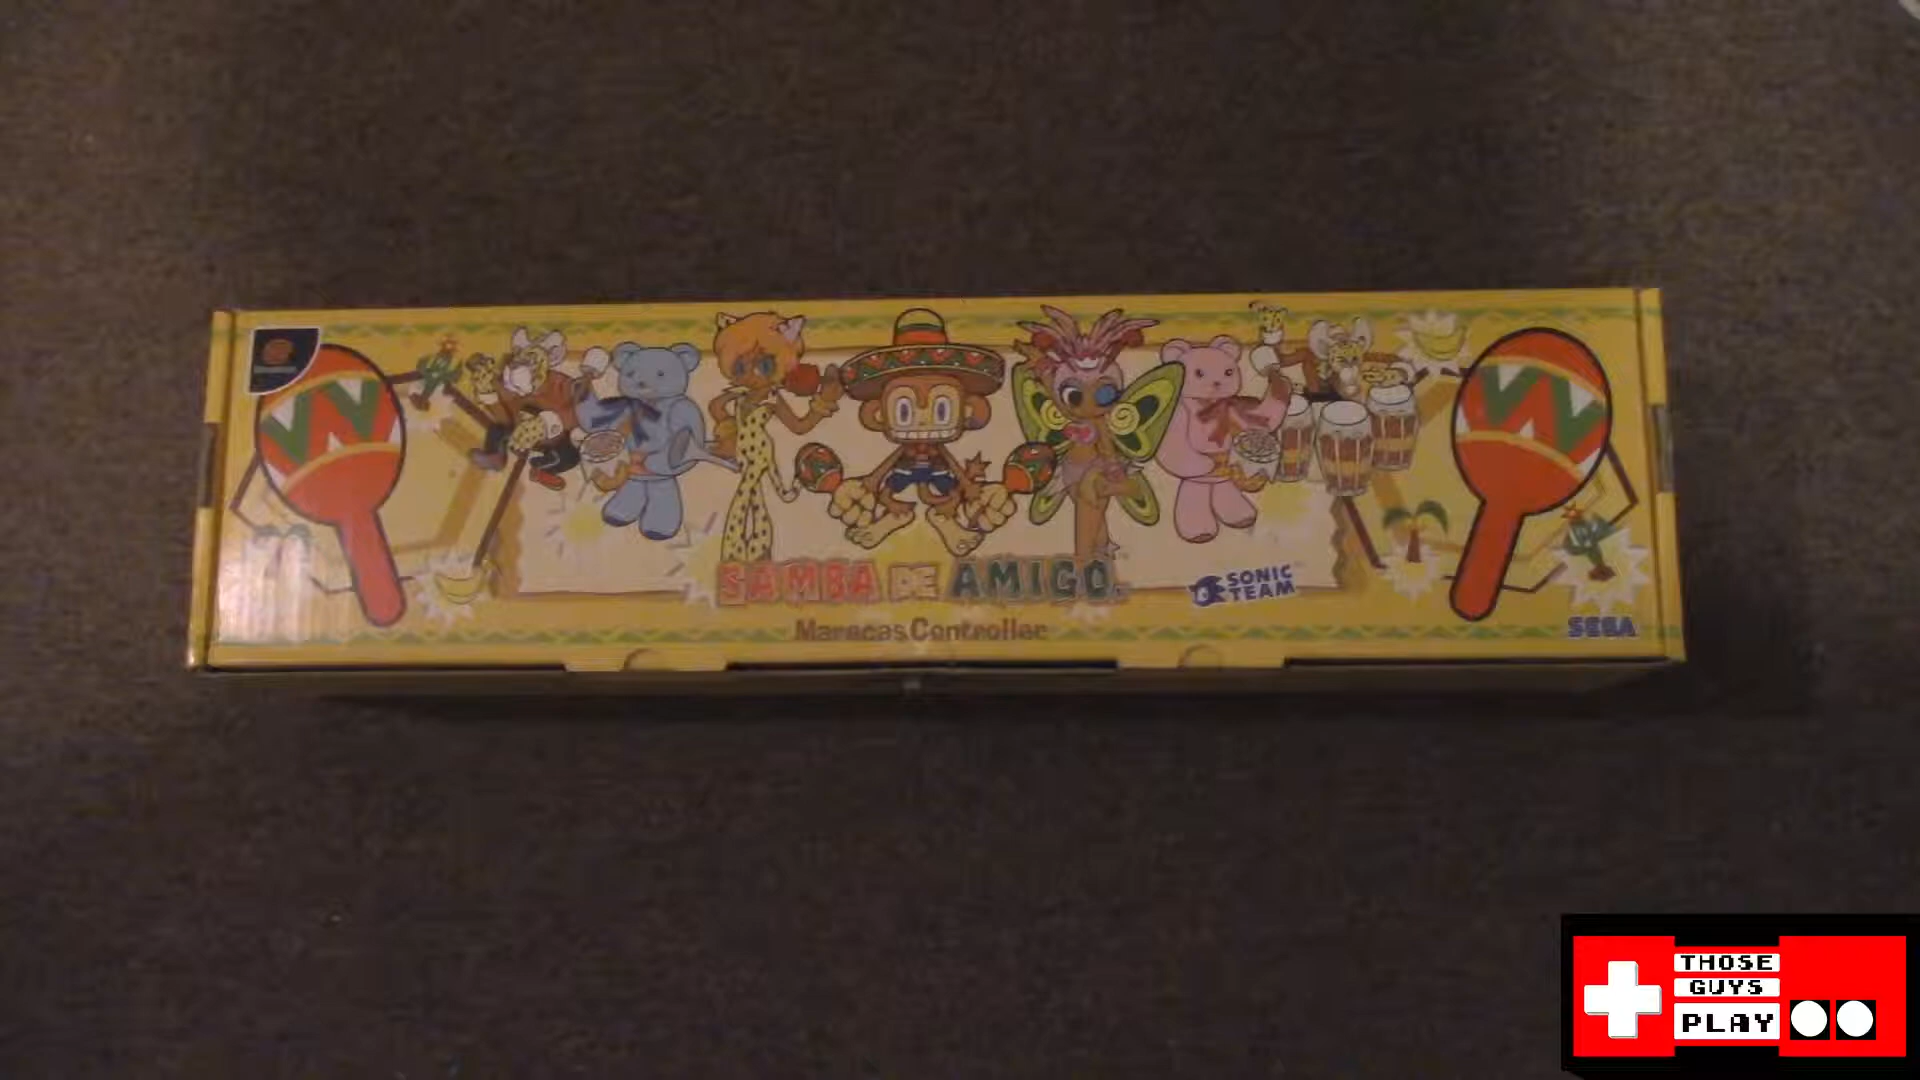 SAMBA DE AMIGO
Maracas Controller
SONIC
TEAM
SEGA
THOSE
GUYS
PLAY